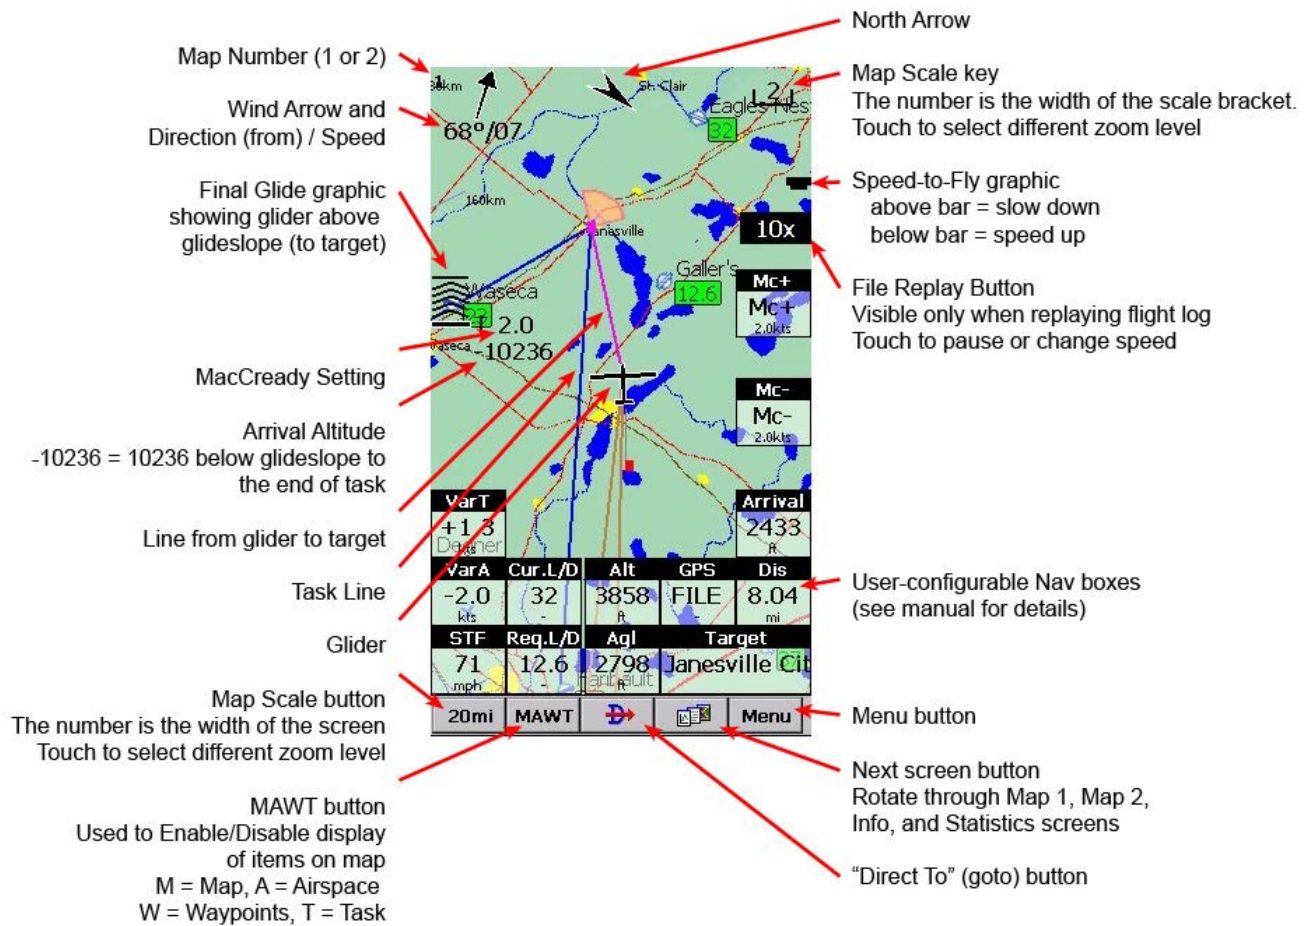 North Arrow
Map Number (1 or 2)
Map Scale key
The number is the width of the scale bracket.
Touch to select different zoom level
Wind Arrow and
Direction (from) / Speed
Final Glide graphic
showing glider above
glideslope (to target)
Speed-to-Fly graphic
above bar = slow down
below bar = speed up
File Replay Button
Visible only when replaying flight log
Touch to pause or change speed
MacCready Setting
Arrival Altitude
-10236 = 10236 below glideslope to
the end of task
Line from glider to target
Task Line
Glider
User-configurable Nav boxes
(see manual for details)
Map Scale button
The number is the width of the screen
Touch to select different zoom level
Menu button
Next screen button
Rotate through Map 1, Map 2,
Info, and Statistics screens
MAWT button
Used to Enable/Disable display
of items on map
M = Map, A = Airspace
W = Waypoints, T = Task
“Direct To” (goto) button
1
St. Clair
2
Eagles Nes
32
68º/07
160km
10x
anesville
Galler's
12.6
Waseca
22
2.0
-10236
Mc+
Mc+
2.0kts
Mc-
Mc-
2.0kts
VarT
+1.3
Arrival
2433
ft
VarA Cur.L/D Alt GPS Dis
-2.0 32 3858 FILE 8.04
kts - ft - mi
STF Req.L/D Agl Target
71 12.6 2798 Janesville Cit
mph - ft
Faribault
20mi MAWT D Menu